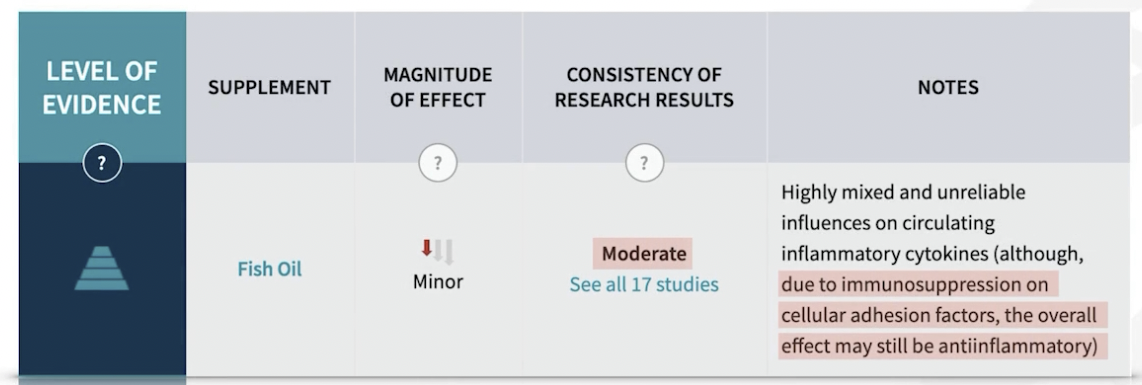 LEVEL OF
EVIDENCE
SUPPLEMENT
MAGNITUDE
OF EFFECT
CONSISTENCY OF
RESEARCH RESULTS
NOTES
?
?
?
Fish Oil
Minor
Moderate
See all 17 studies
Highly mixed and unreliable
influences on circulating
inflammatory cytokines (although,
due to immunosuppression on
cellular adhesion factors, the overall
effect may still be antiinflammatory)